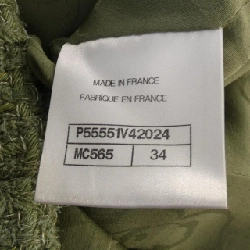 MADE IN FRANCE
FABRIQUE EN FRANCE
P55551V42024
MC565 34